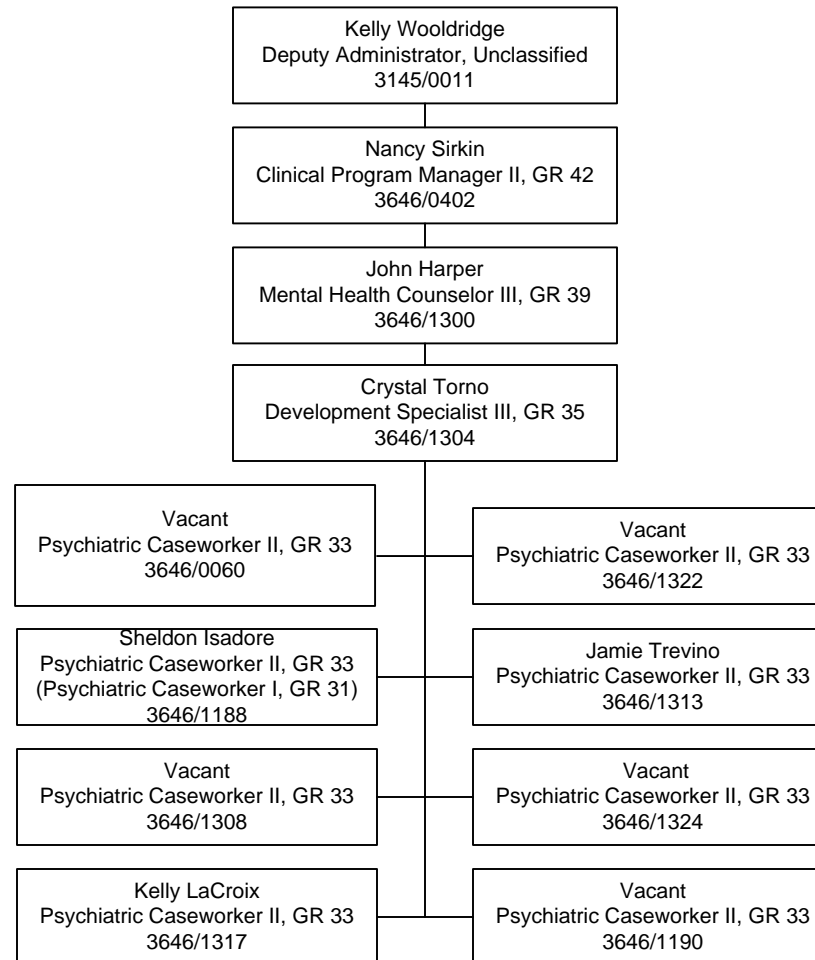 Kelly Wooldridge
Deputy Administrator, Unclassified
3145/0011
Nancy Sirkin
Clinical Program Manager II, GR 42
3646/0402
John Harper
Mental Health Counselor III, GR 39
3646/1300
Crystal Torno
Development Specialist III, GR 35
3646/1304
Vacant
Psychiatric Caseworker II, GR 33
3646/0060
Vacant
Psychiatric Caseworker II, GR 33
3646/1322
Sheldon Isadore
Psychiatric Caseworker II, GR 33
(Psychiatric Caseworker I, GR 31)
3646/1188
Jamie Trevino
Psychiatric Caseworker II, GR 33
3646/1313
Vacant
Psychiatric Caseworker II, GR 33
3646/1308
Vacant
Psychiatric Caseworker II, GR 33
3646/1324
Kelly LaCroix
Psychiatric Caseworker II, GR 33
3646/1317
Vacant
Psychiatric Caseworker II, GR 33
3646/1190